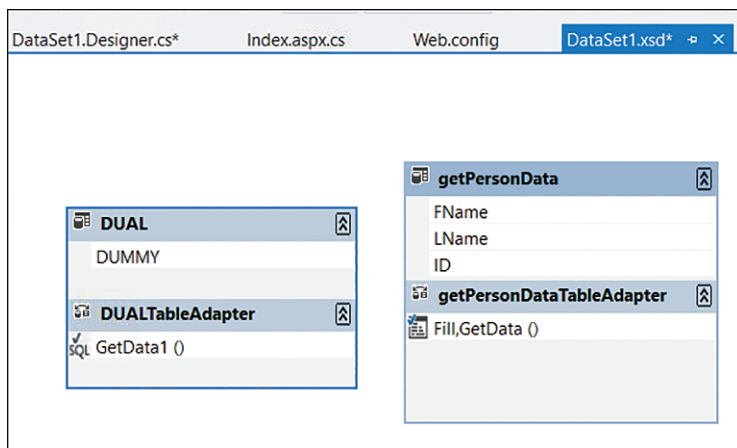 DataSet1.Designer.cs* Index.aspx.cs Web.config DataSet1.xsd*
getPersonData
FName
LName
ID
getPersonDataTableAdapter
Fill,GetData ()
DUAL
DUMMY
DUALTableAdapter
SQL GetData1 ()